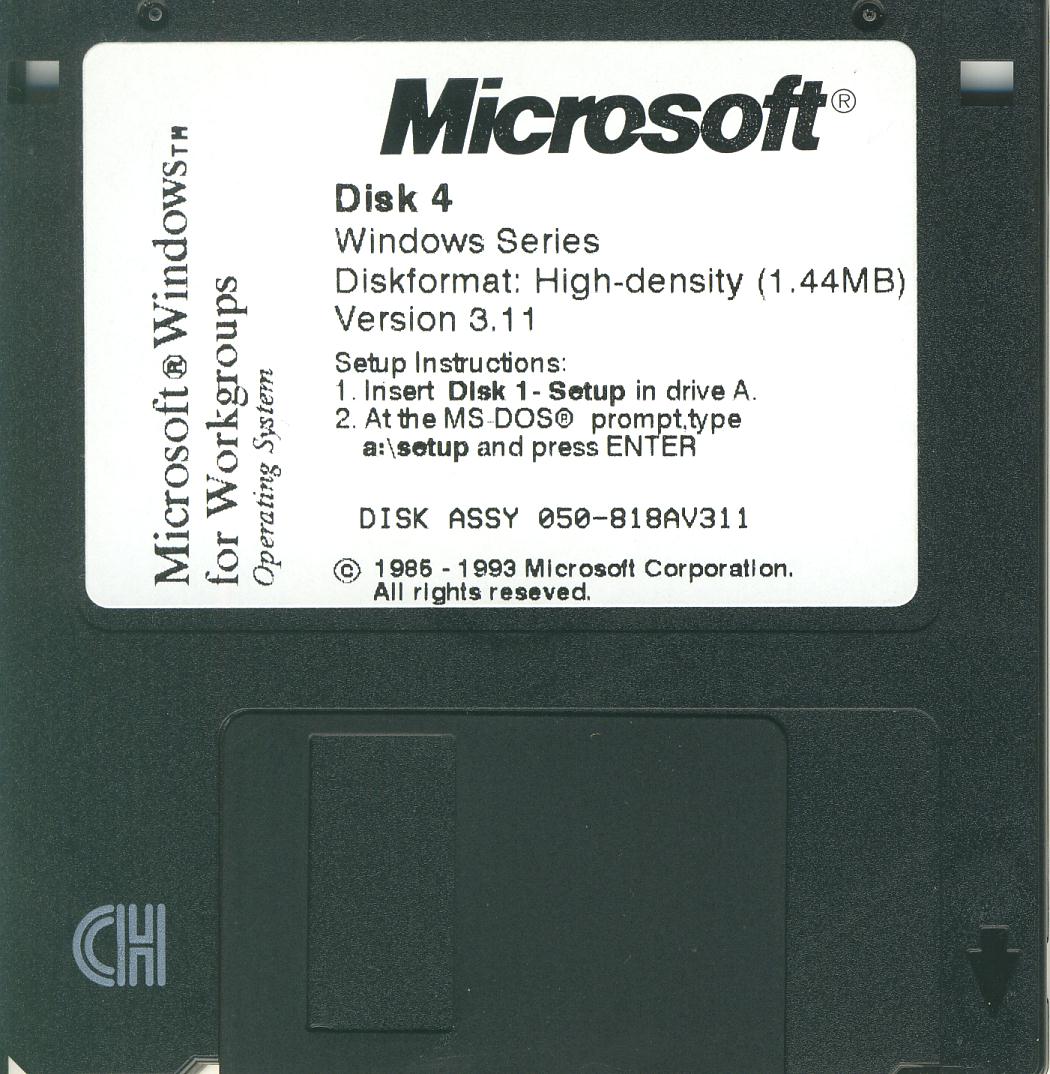 Microsoft®
Disk 4
Windows Series
Diskformat: High-density (1.44MB)
Version 3.11
Setup Instructions:
1. Insert Disk 1- Setup in drive A.
2. At the MS-DOS® prompt,type
a:\setup and press ENTER
DISK ASSY 050-818AV311
© 1985 - 1993 Microsoft Corporation.
All rights reseved.
Microsoft® Windows™
for Workgroups
Operating System
CH